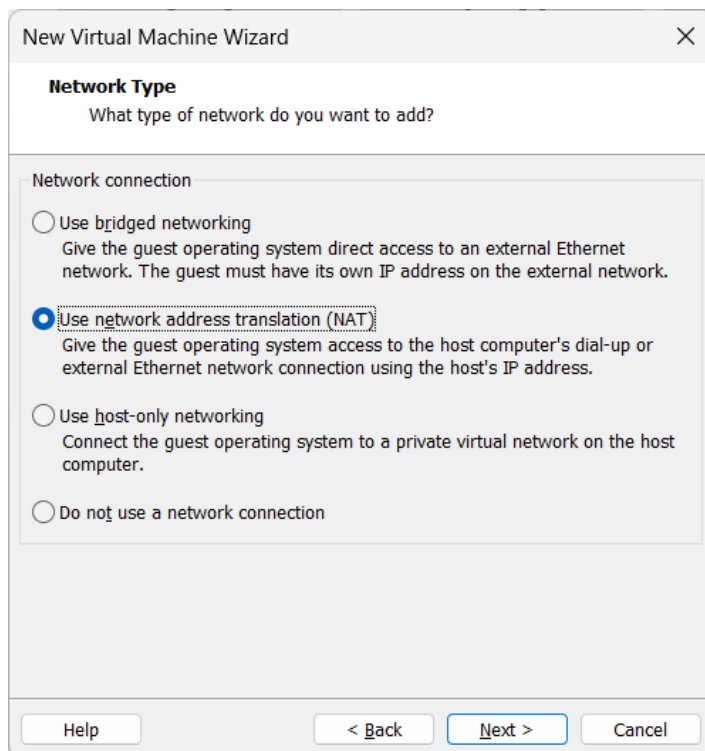 New Virtual Machine Wizard
Network Type
What type of network do you want to add?
Network connection
Use bridged networking
Give the guest operating system direct access to an external Ethernet
network. The guest must have its own IP address on the external network.
Use network address translation (NAT)
Give the guest operating system access to the host computer's dial-up or
external Ethernet network connection using the host's IP address.
Use host-only networking
Connect the guest operating system to a private virtual network on the host
computer.
Do not use a network connection
Help < Back Next > Cancel